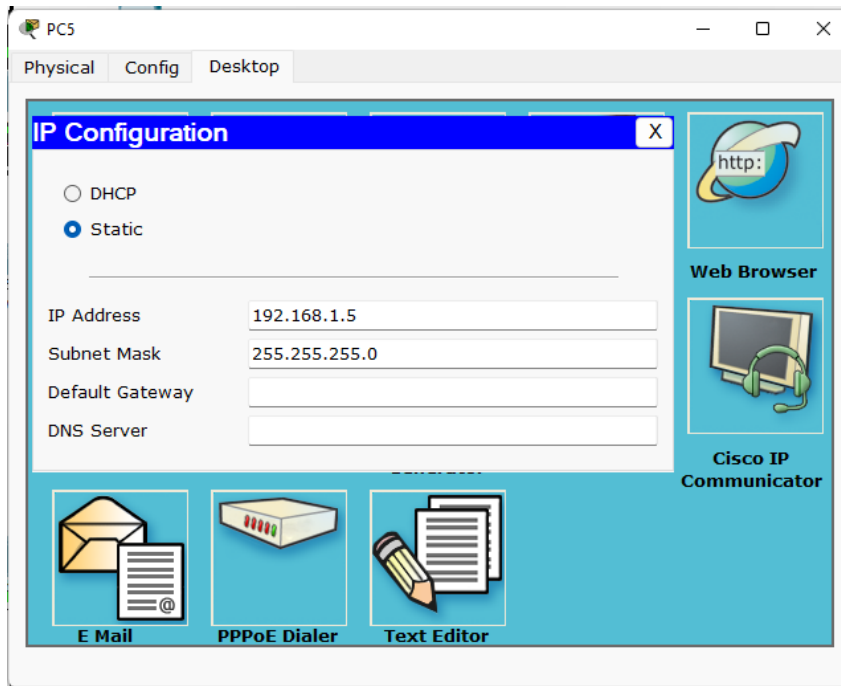 PC5
Physical Config Desktop
IP Configuration X
DHCP
Static
IP Address 192.168.1.5
Subnet Mask 255.255.255.0
Default Gateway
DNS Server
http:
Web Browser
Cisco IP
Communicator
@
E Mail PPPoE Dialer Text Editor